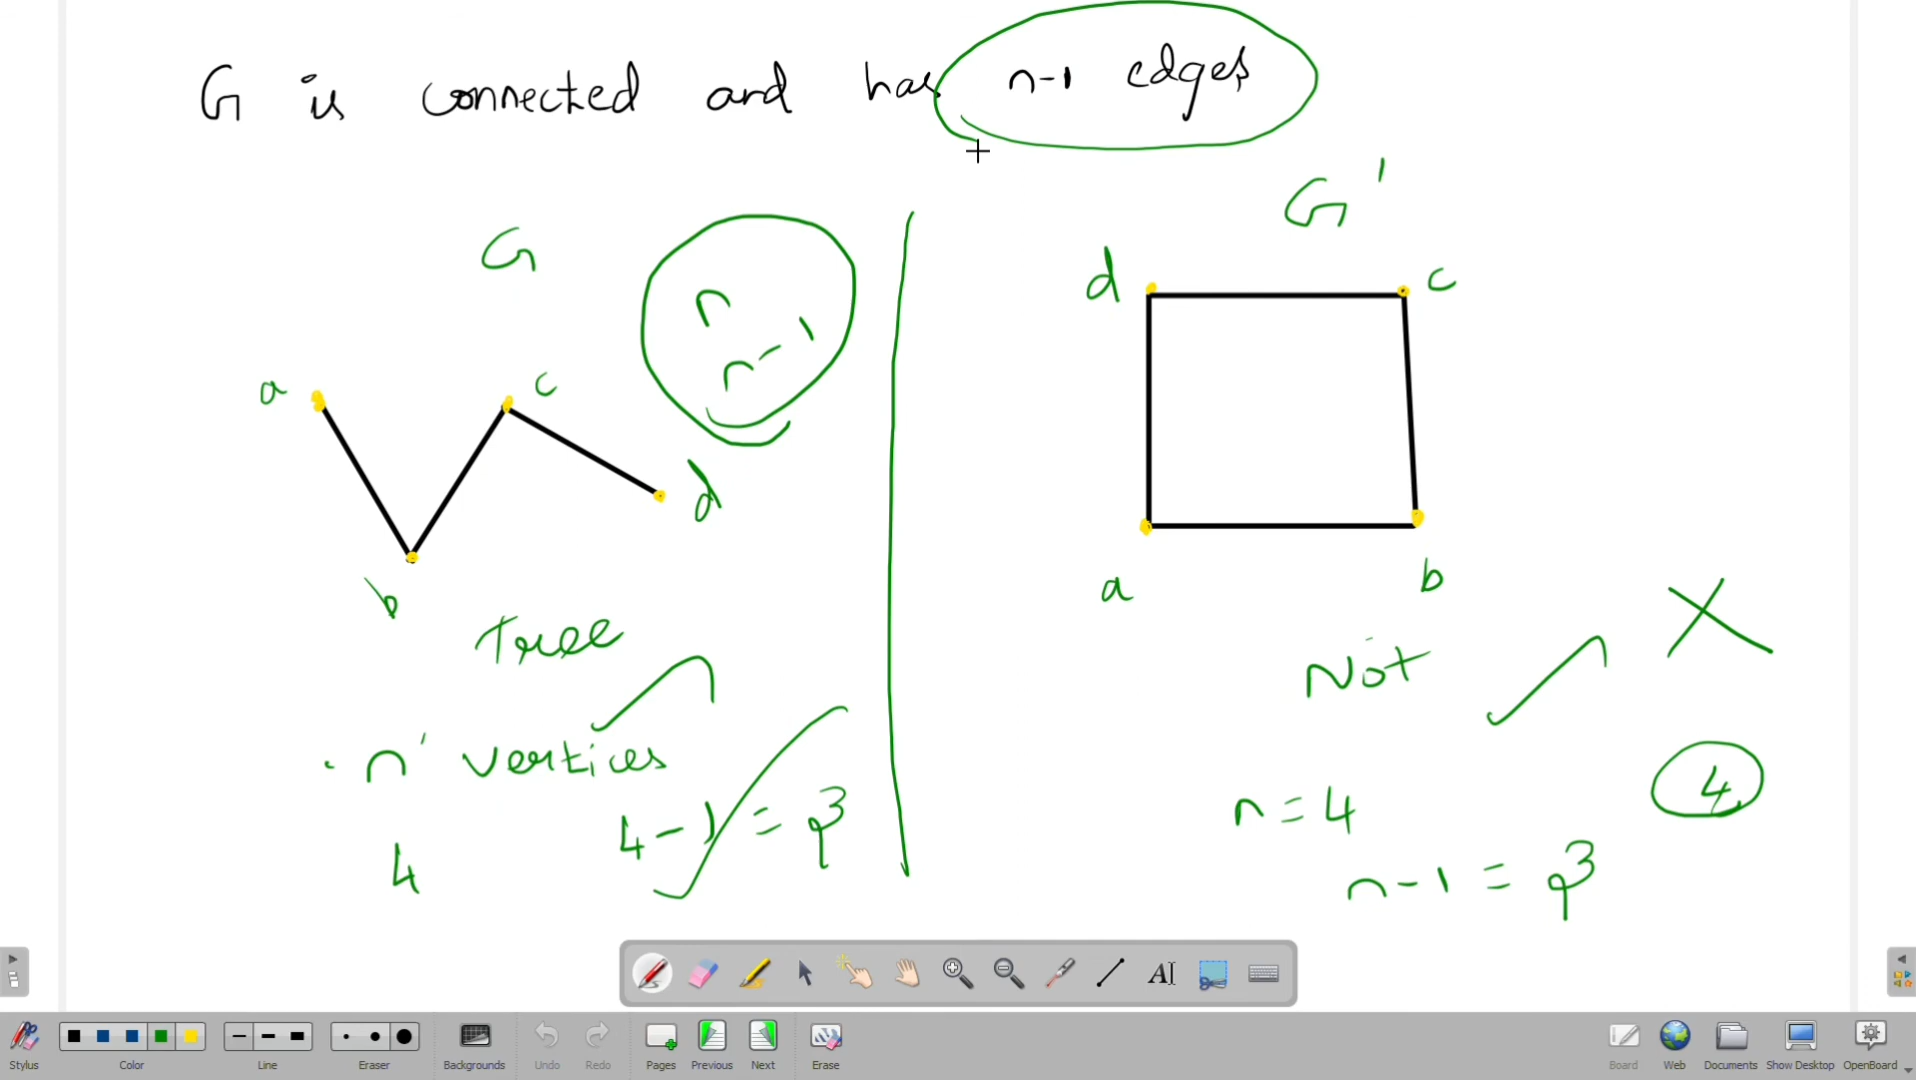 G is connected and has n-1 edges
G
n
n-1
a
c
b
d
Tree
'n' vertices
4
4-1 = 3
G'
d
c
a
b
Not
n = 4
4
n-1 = 3
Stylus
Color
Line
Eraser
Backgrounds
Undo
Redo
Pages
Previous
Next
Erase
Board
Web
Documents
Show Desktop
OpenBoard
AI